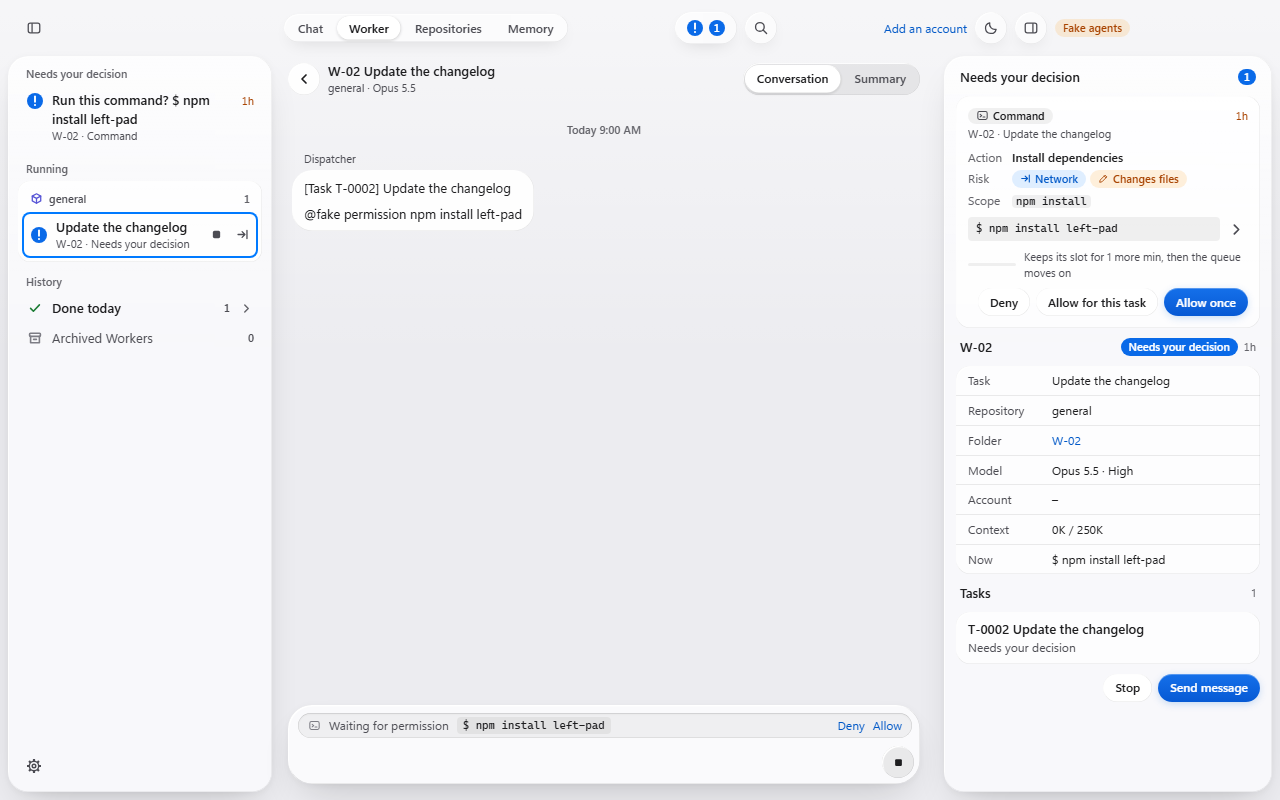 Chat
Worker
Repositories
Memory
1
Add an account
Fake agents
Needs your decision
Run this command? $ npm
install left-pad
1h
W-02 · Command
Running
general
1
Update the changelog
W-02 · Needs your decision
History
Done today
1
Archived Workers
0
W-02 Update the changelog
general · Opus 5.5
Conversation
Summary
Today 9:00 AM
Dispatcher
[Task T-0002] Update the changelog
@fake permission npm install left-pad
Waiting for permission
$ npm install left-pad
Deny
Allow
Needs your decision
1
Command
1h
W-02 · Update the changelog
Action
Install dependencies
Risk
Network
Changes files
Scope
npm install
$ npm install left-pad
Keeps its slot for 1 more min, then the queue
moves on
Deny
Allow for this task
Allow once
W-02
Needs your decision
1h
Task
Update the changelog
Repository
general
Folder
W-02
Model
Opus 5.5 · High
Account
–
Context
0K / 250K
Now
$ npm install left-pad
Tasks
1
T-0002 Update the changelog
Needs your decision
Stop
Send message